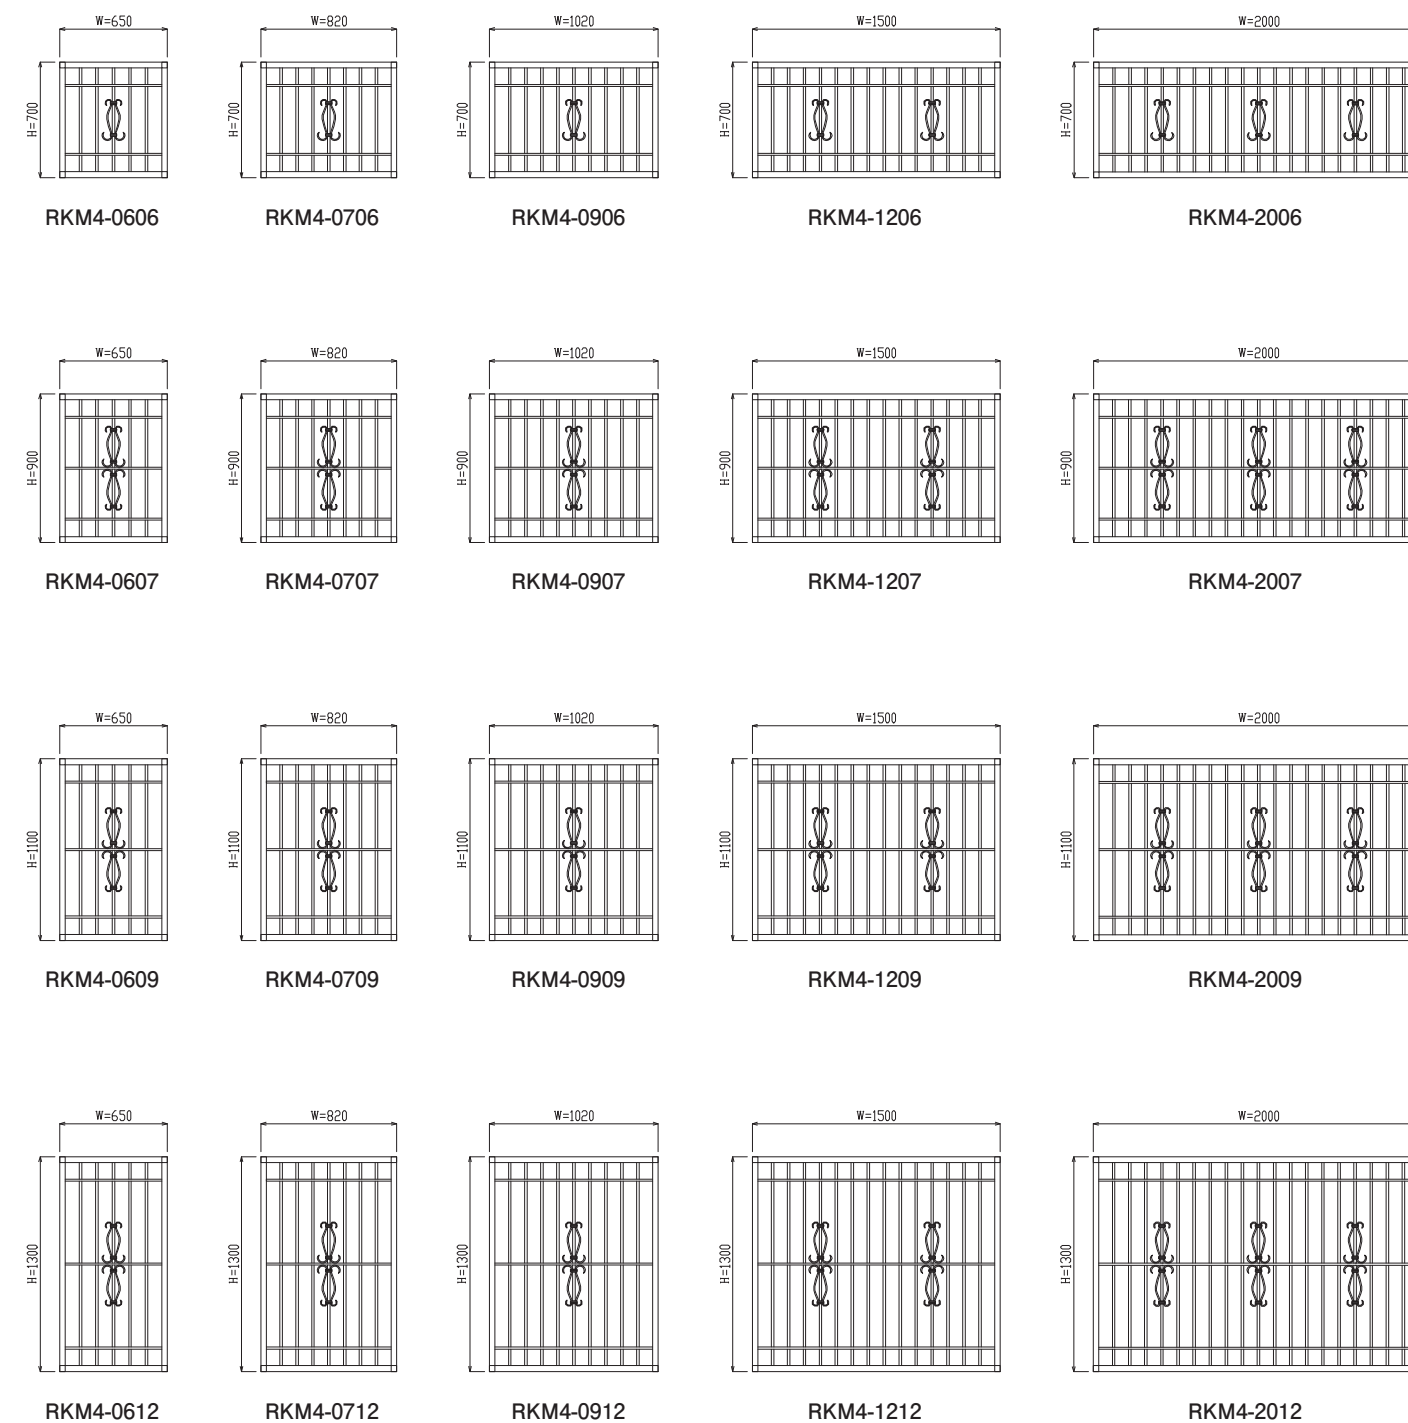 W=650 W=820 W=1020 W=1500 W=2000
H=700 H=700 H=700 H=700 H=700
RKM4-0606 RKM4-0706 RKM4-0906 RKM4-1206 RKM4-2006
W=650 W=820 W=1020 W=1500 W=2000
H=900 H=900 H=900 H=900 H=900
RKM4-0607 RKM4-0707 RKM4-0907 RKM4-1207 RKM4-2007
W=650 W=820 W=1020 W=1500 W=2000
H=1100 H=1100 H=1100 H=1100 H=1100
RKM4-0609 RKM4-0709 RKM4-0909 RKM4-1209 RKM4-2009
W=650 W=820 W=1020 W=1500 W=2000
H=1300 H=1300 H=1300 H=1300 H=1300
RKM4-0612 RKM4-0712 RKM4-0912 RKM4-1212 RKM4-2012